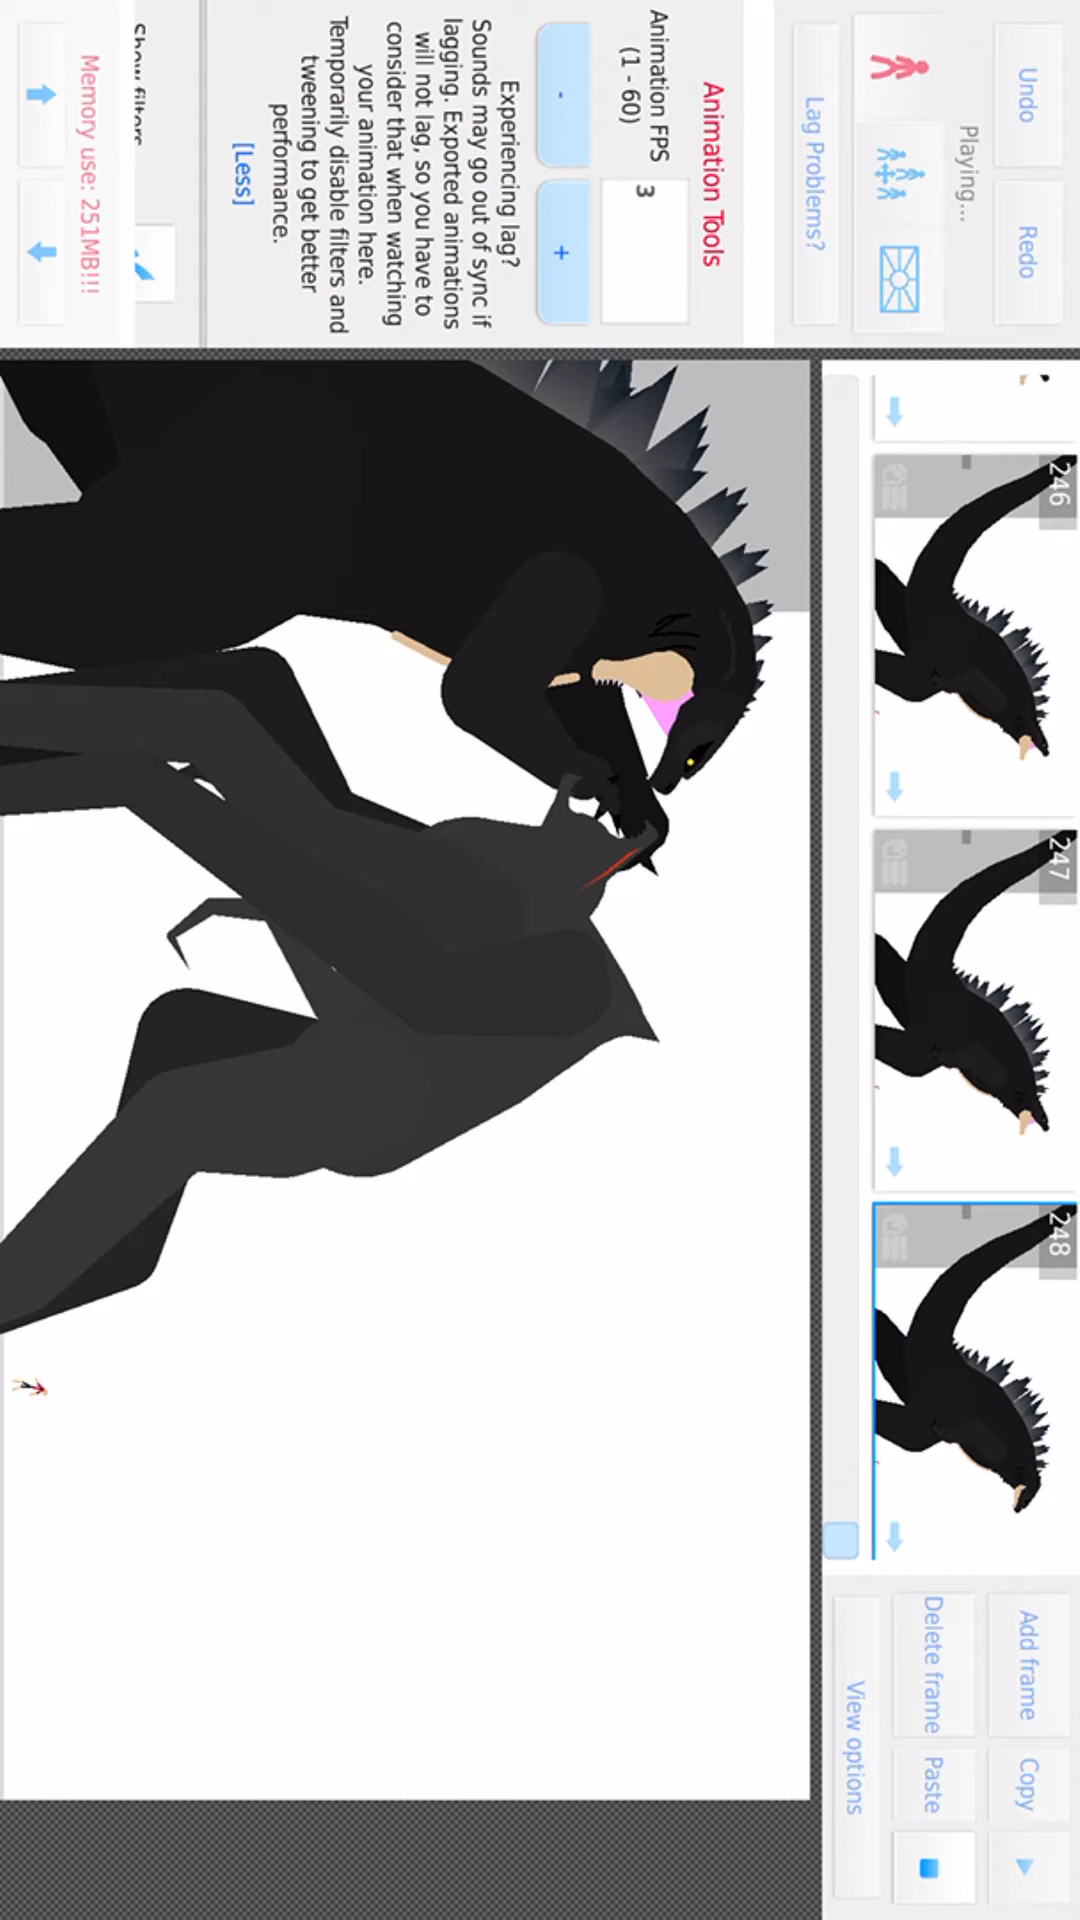 Undo
Redo
Playing...
Lag Problems?
Animation Tools
Animation FPS
(1 - 60)
3
-
+
Experiencing lag?
Sounds may go out of sync if
lagging. Exported animations
will not lag, so you have to
consider that when watching
your animation here.
Temporarily disable filters and
tweening to get better
performance.
[Less]
Show filters
Memory use: 251MB!!!
246
247
248
Add frame
Copy
Delete frame
Paste
View options